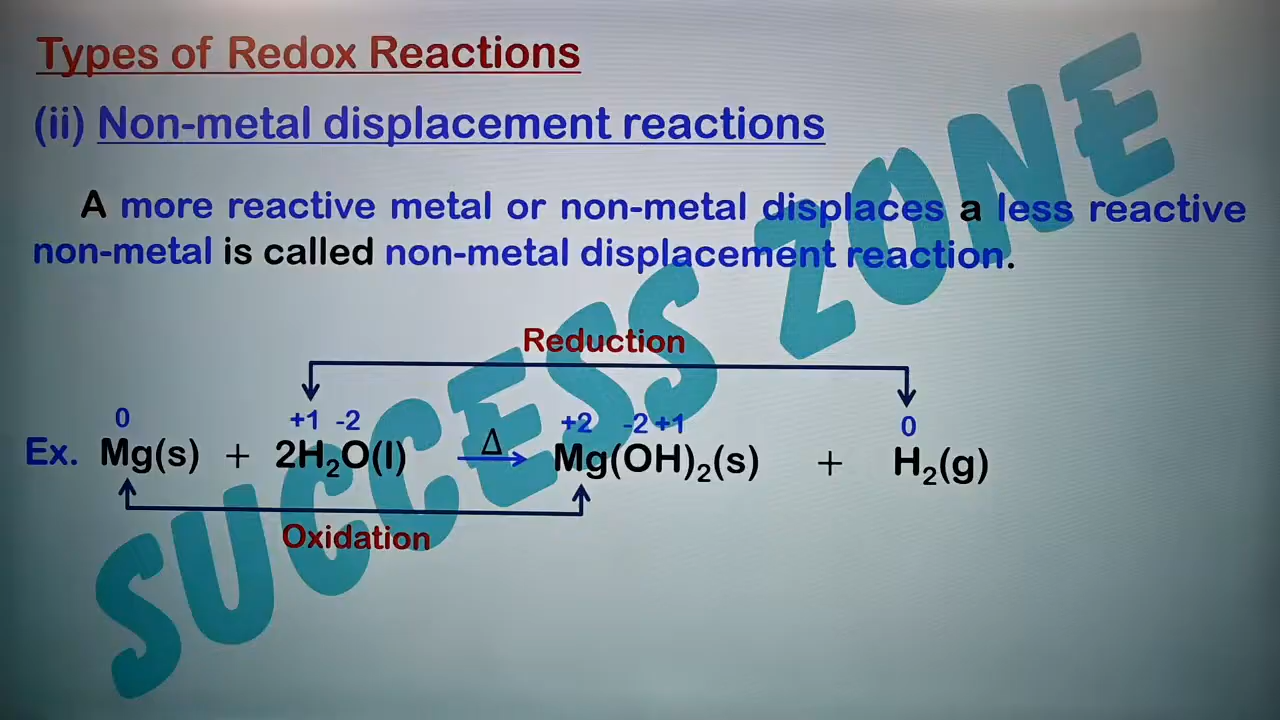 Types of Redox Reactions
(ii) Non-metal displacement reactions
A more reactive metal or non-metal displaces a less reactive
non-metal is called non-metal displacement reaction.
Reduction
0 +1 -2 +2 -2 +1 0
Ex. Mg(s) + 2H₂O(l) Δ→ Mg(OH)₂(s) + H₂(g)
Oxidation
SUCCESS ZONE